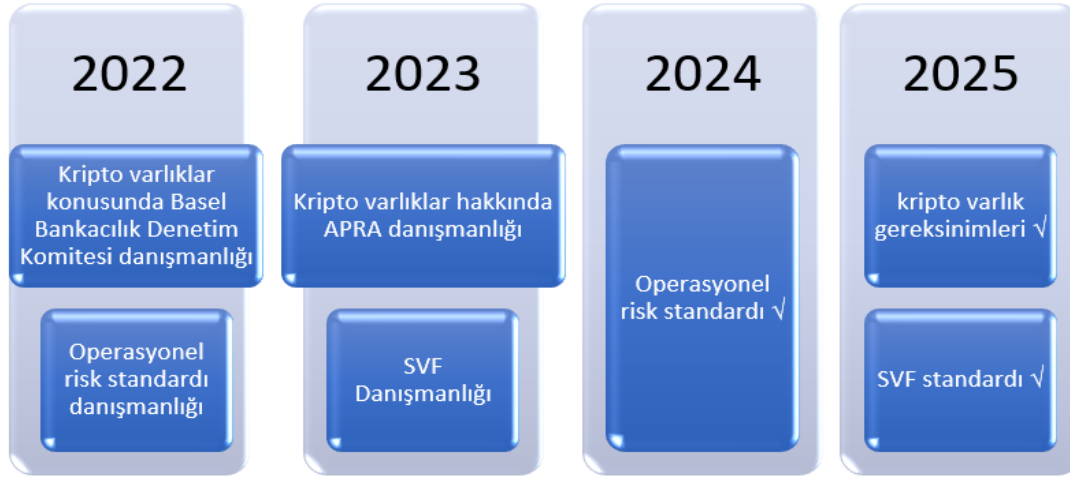 2022
Kripto varlıklar
konusunda Basel
Bankacılık Denetim
Komitesi danışmanlığı
Operasyonel
risk standardı
danışmanlığı
2023
Kripto varlıklar hakkında
APRA danışmanlığı
SVF
Danışmanlığı
2024
Operasyonel
risk standardı √
2025
kripto varlık
gereksinimleri √
SVF standardı √